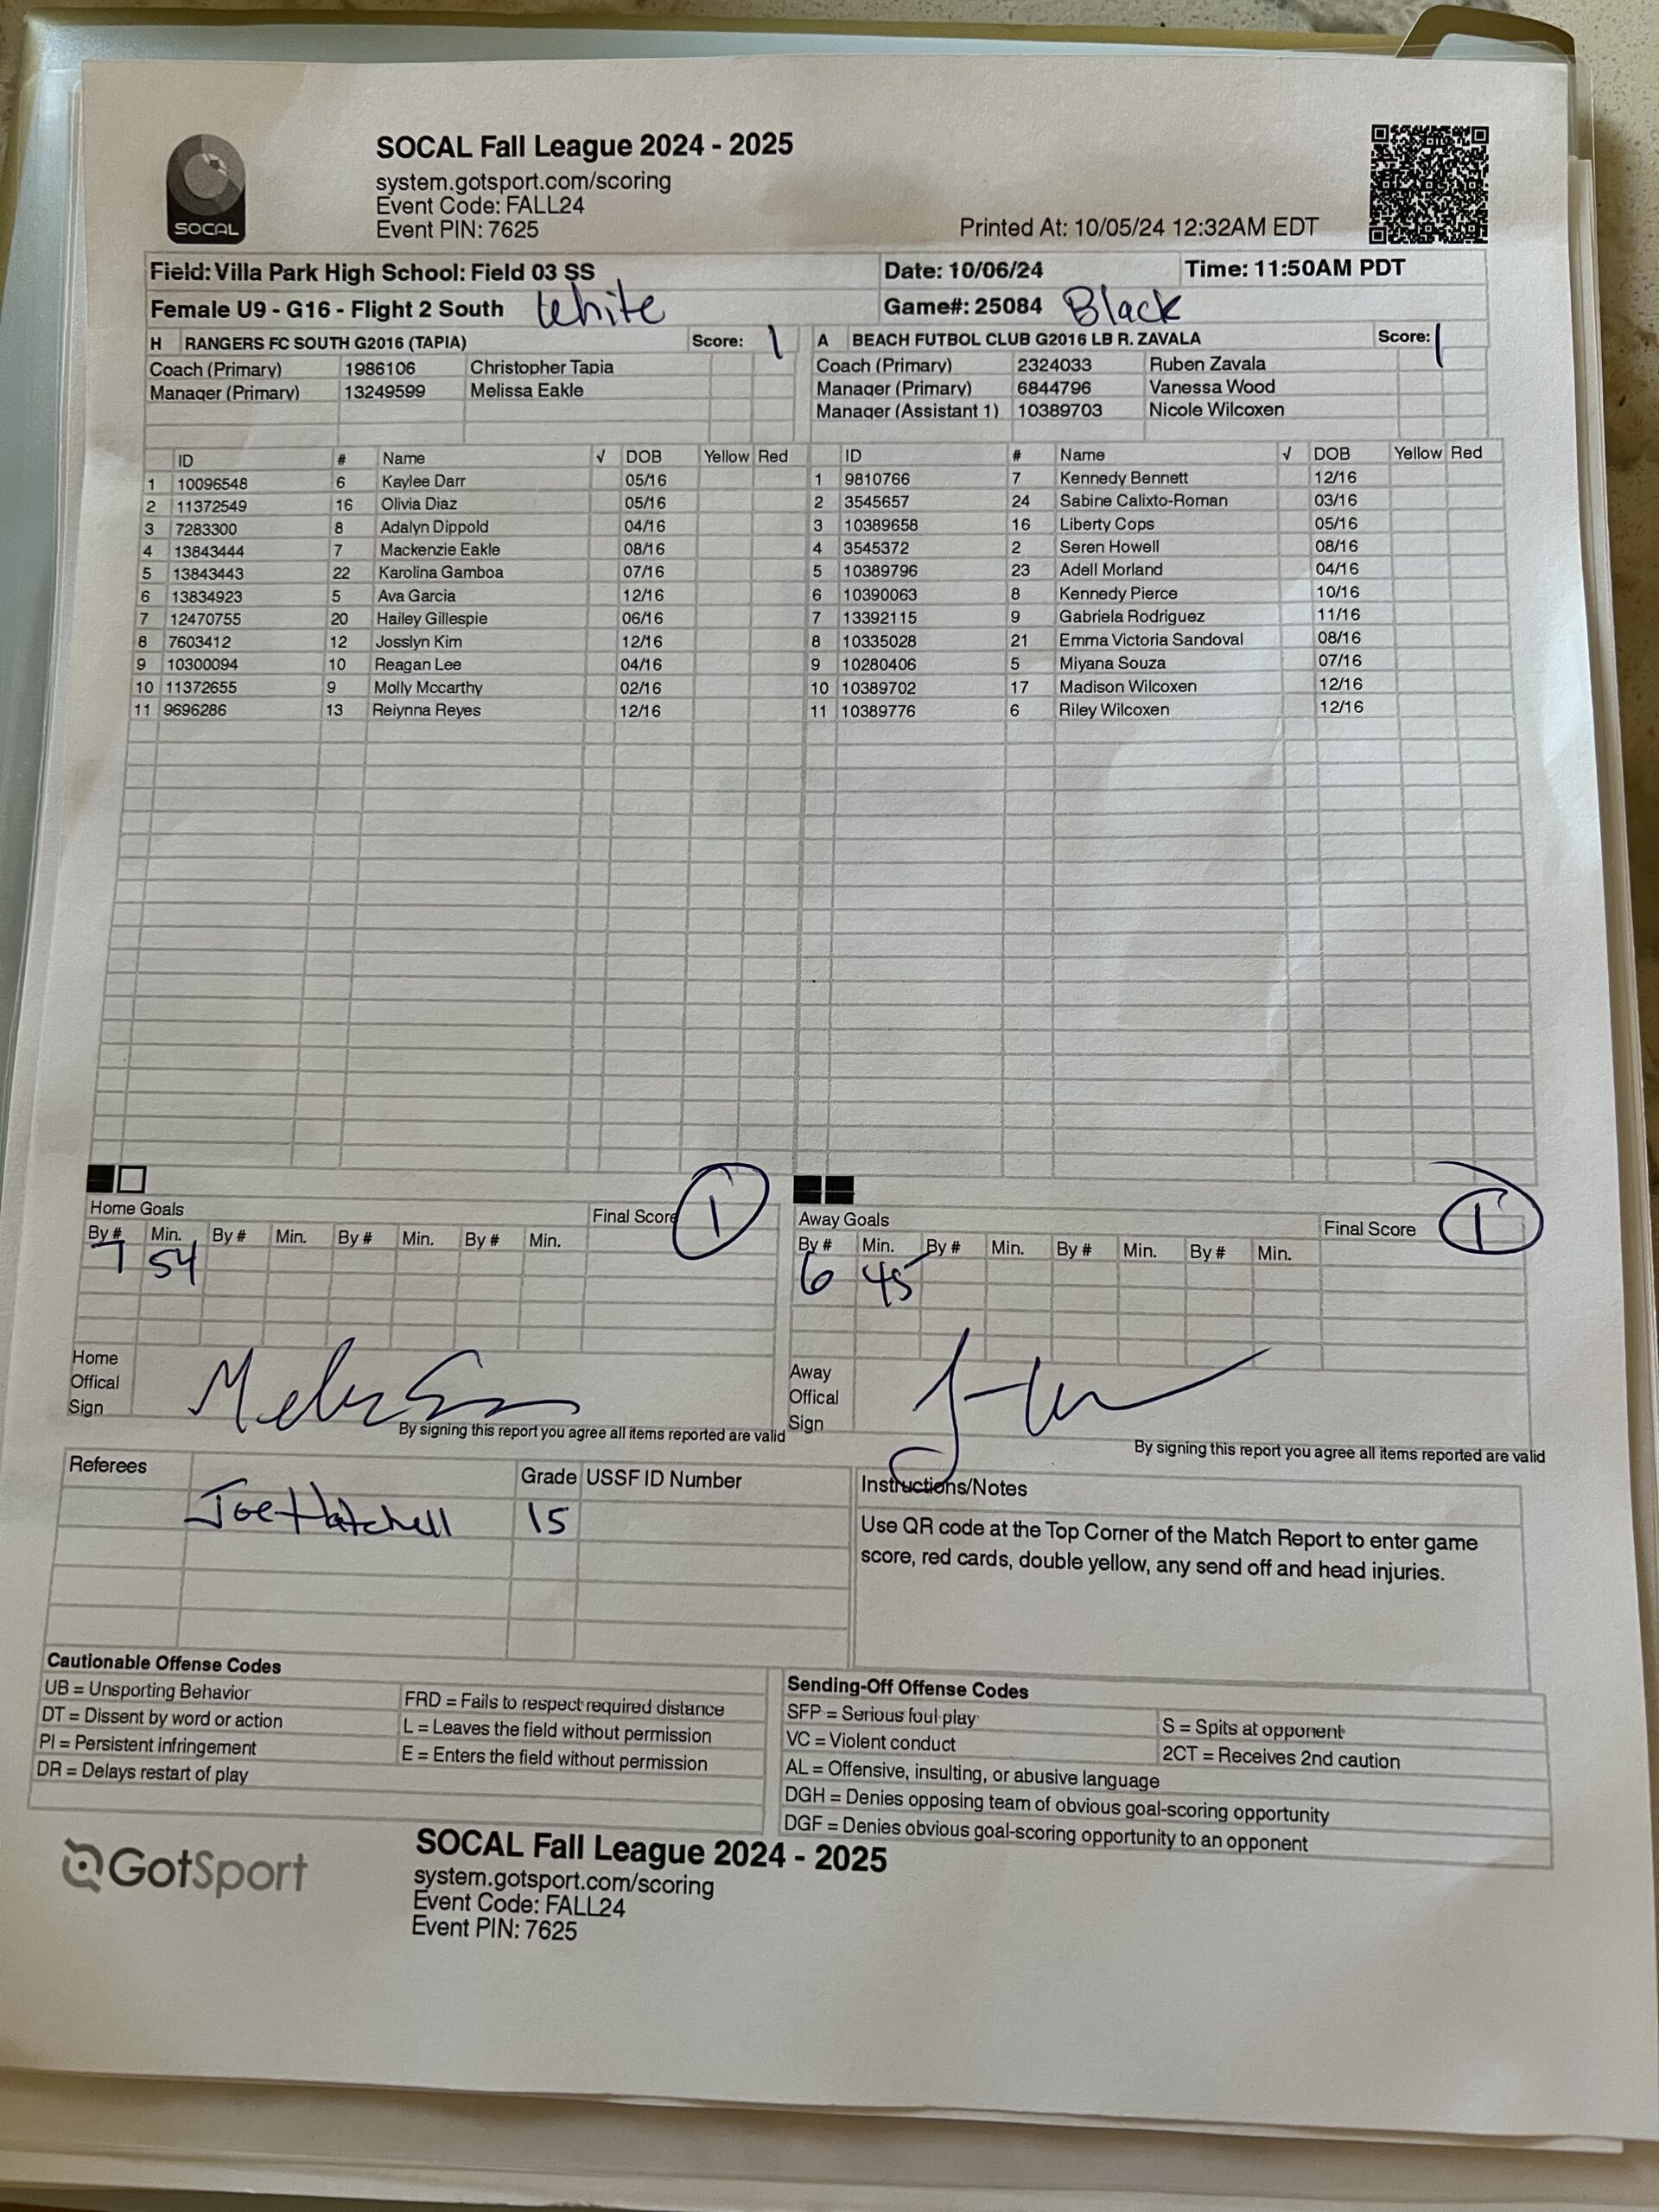 SOCAL
SOCAL Fall League 2024 - 2025
system.gotsport.com/scoring
Event Code: FALL24
Event PIN: 7625
Printed At: 10/05/24 12:32AM EDT
Field: Villa Park High School: Field 03 SS Date: 10/06/24 Time: 11:50AM PDT
Female U9 - G16 - Flight 2 South White Game#: 25084 Black
H RANGERS FC SOUTH G2016 (TAPIA) Score: 1 A BEACH FUTBOL CLUB G2016 LB R. ZAVALA Score: 1
Coach (Primary) 1986106 Christopher Tapia Coach (Primary) 2324033 Ruben Zavala
Manager (Primary) 13249599 Melissa Eakle Manager (Primary) 6844796 Vanessa Wood
Manager (Assistant 1) 10389703 Nicole Wilcoxen
ID # Name √ DOB Yellow Red ID # Name √ DOB Yellow Red
1 10096548 6 Kaylee Darr 05/16 1 9810766 7 Kennedy Bennett 12/16
2 11372549 16 Olivia Diaz 05/16 2 3545657 24 Sabine Calixto-Roman 03/16
3 7283300 8 Adalyn Dippold 04/16 3 10389658 16 Liberty Cops 05/16
4 13843444 7 Mackenzie Eakle 08/16 4 3545372 2 Seren Howell 08/16
5 13843443 22 Karolina Gamboa 07/16 5 10389796 23 Adell Morland 04/16
6 13834923 5 Ava Garcia 12/16 6 10390063 8 Kennedy Pierce 10/16
7 12470755 20 Hailey Gillespie 06/16 7 13392115 9 Gabriela Rodriguez 11/16
8 7603412 12 Josslyn Kim 12/16 8 10335028 21 Emma Victoria Sandoval 08/16
9 10300094 10 Reagan Lee 04/16 9 10280406 5 Miyana Souza 07/16
10 11372655 9 Molly Mccarthy 02/16 10 10389702 17 Madison Wilcoxen 12/16
11 9696286 13 Reiynna Reyes 12/16 11 10389776 6 Riley Wilcoxen 12/16
Home Goals Final Score 1 Away Goals Final Score 1
By # Min. By # Min. By # Min. By # Min. By # Min. By # Min. By # Min. By # Min.
7 54 6 45
Home Offical Sign
Away Offical Sign
By signing this report you agree all items reported are valid By signing this report you agree all items reported are valid
Referees Grade USSF ID Number Instructions/Notes
Joe Hatchell 15
Use QR code at the Top Corner of the Match Report to enter game
score, red cards, double yellow, any send off and head injuries.
Cautionable Offense Codes
UB = Unsporting Behavior FRD = Fails to respect required distance
DT = Dissent by word or action L = Leaves the field without permission
PI = Persistent infringement E = Enters the field without permission
DR = Delays restart of play
Sending-Off Offense Codes
SFP = Serious foul play S = Spits at opponent
VC = Violent conduct 2CT = Receives 2nd caution
AL = Offensive, insulting, or abusive language
DGH = Denies opposing team of obvious goal-scoring opportunity
DGF = Denies obvious goal-scoring opportunity to an opponent
GotSport
SOCAL Fall League 2024 - 2025
system.gotsport.com/scoring
Event Code: FALL24
Event PIN: 7625